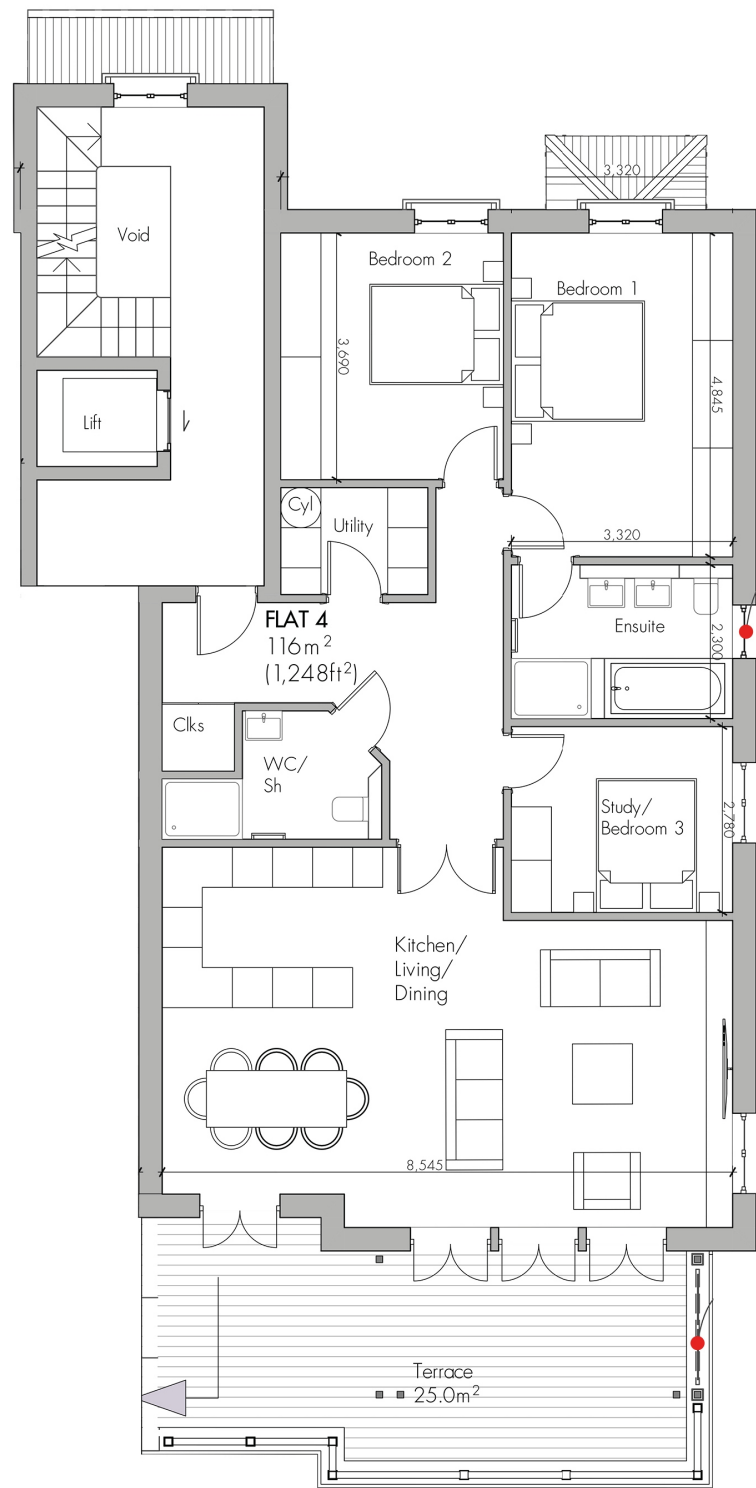 3,320
Void
Bedroom 2
Bedroom 1
3,690
4,845
Lift
Cyl
Utility
3,320
FLAT 4
116m²
(1,248ft²)
Ensuite
2,300
Clks
WC/
Sh
Study/
Bedroom 3
2,780
Kitchen/
Living/
Dining
8,545
Terrace
25.0m²